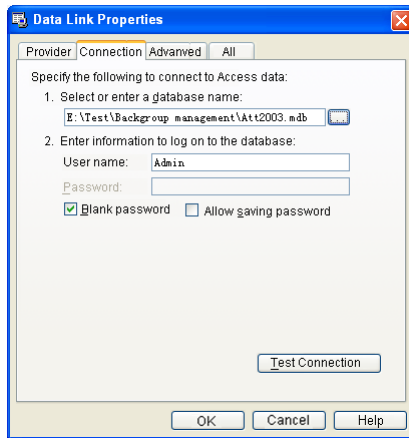 Data Link Properties
Provider Connection Advanved All
Specify the following to connect to Access data:
1. Select or enter a database name:
E:\Test\Backgroup management\Att2003.mdb ...
2. Enter information to log on to the database:
User name: Admin
Password:
Blank password Allow saving password
Test Connection
OK Cancel Help